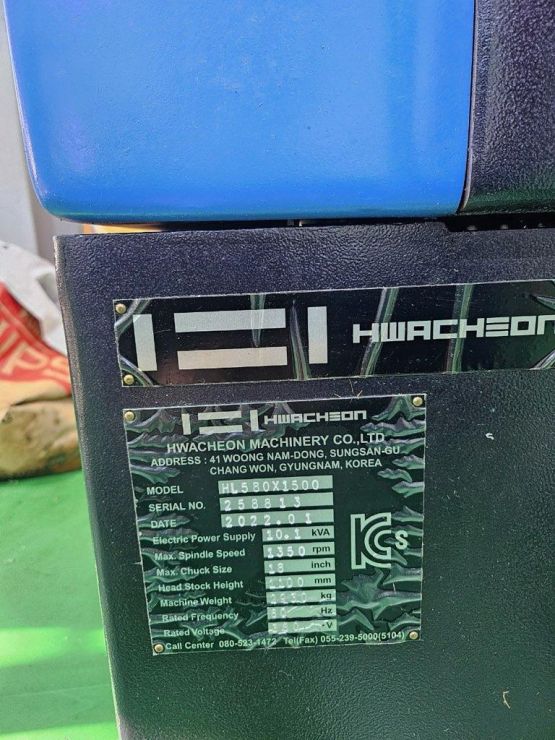 HWACHEON
HWACHEON
HWACHEON MACHINERY CO.,LTD
ADDRESS : 41 WOONG NAM-DONG, SUNGSAN-GU
CHANG WON, GYUNGNAM, KOREA
MODEL HL580X1500
SERIAL NO. 258813
DATE 2022.01
Electric Power Supply 10.1 kVA
Max. Spindle Speed 1350 rpm
Max. Chuck Size 18 inch
Head Stock Height mm
Machine Weight kg
Rated Frequency Hz
Rated Voltage V
Call Center 080-523-1472 Tel(Fax) 055-239-5000(5104)